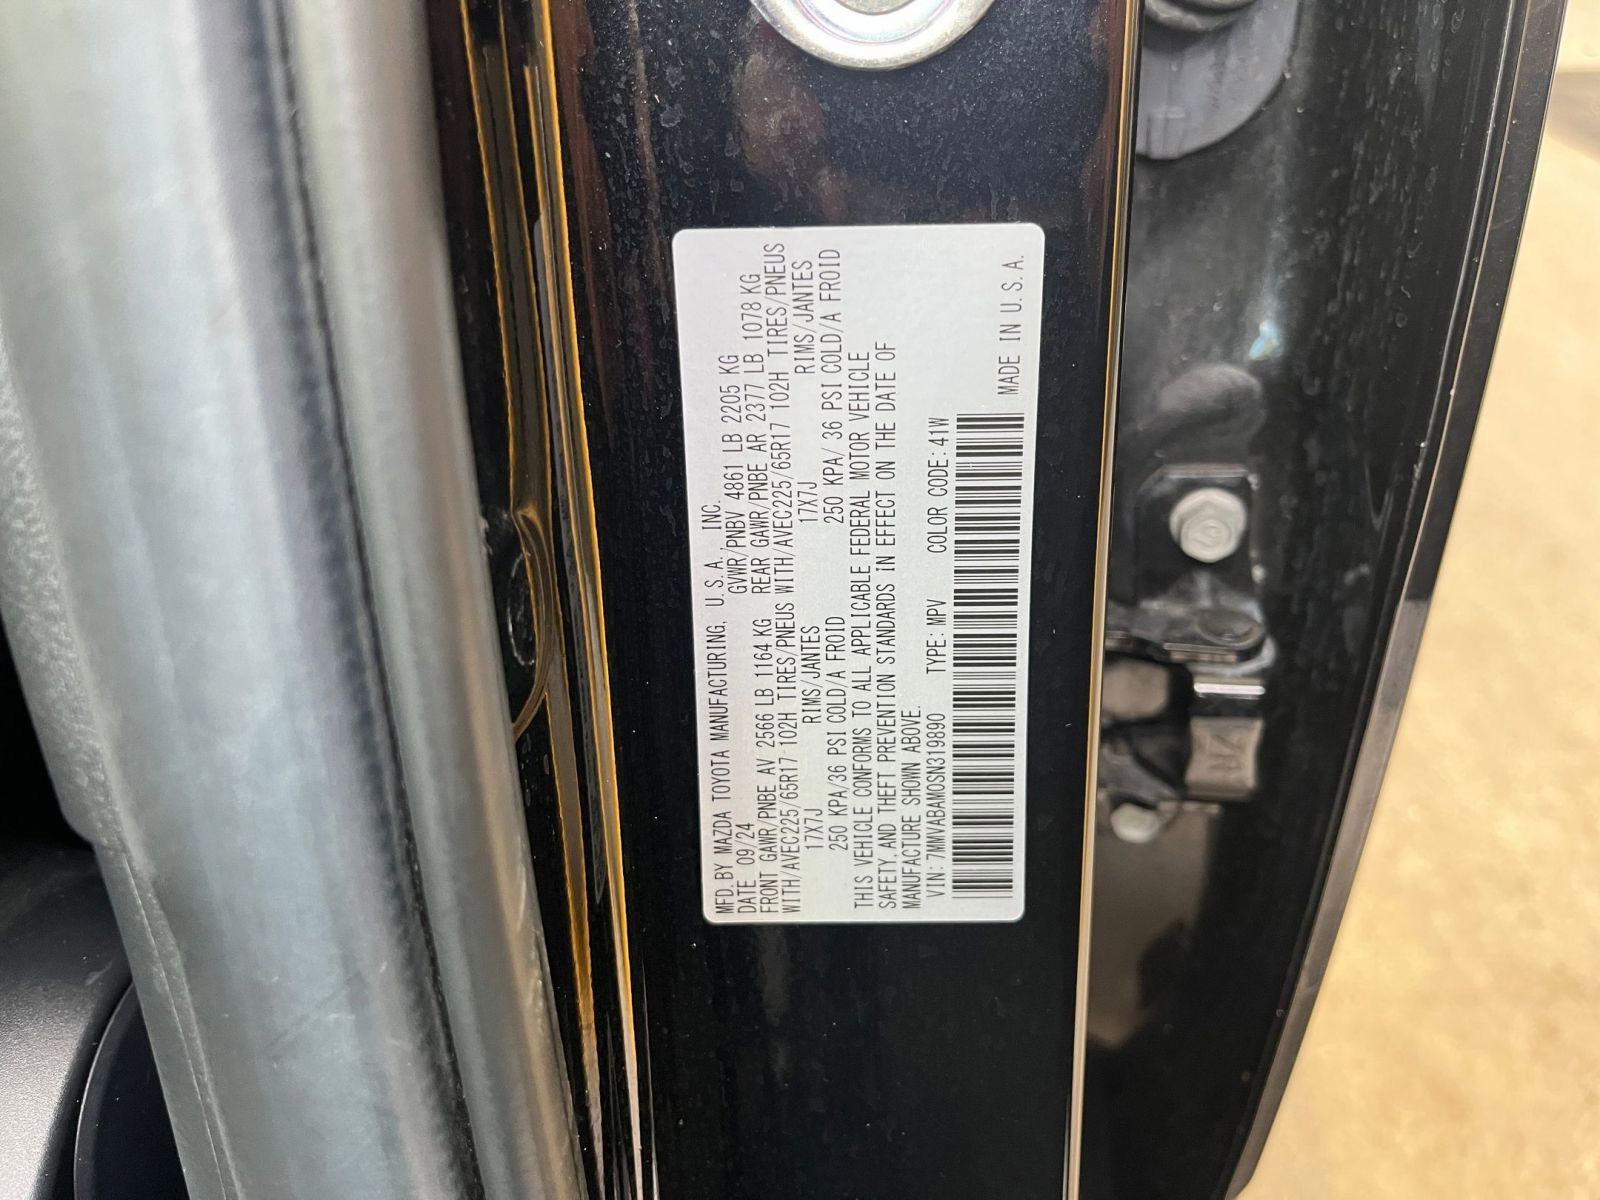 MFD.BY MAZDA TOYOTA MANUFACTURING, U.S.A., INC.
DATE 09/24 GVWR/PNBV 4861 LB 2205 KG
FRONT GAWR/PNBE AV 2566 LB 1164 KG REAR GAWR/PNBE AR 2377 LB 1078 KG
WITH/AVEC225/65R17 102H TIRES/PNEUS WITH/AVEC225/65R17 102H TIRES/PNEUS
17X7J RIMS/JANTES 17X7J RIMS/JANTES
250 KPA/36 PSI COLD/A FROID 250 KPA/ 36 PSI COLD/A FROID
THIS VEHICLE CONFORMS TO ALL APPLICABLE FEDERAL MOTOR VEHICLE
SAFETY, AND THEFT PREVENTION STANDARDS IN EFFECT ON THE DATE OF
MANUFACTURE SHOWN ABOVE.
VIN: 7MMVABAM0SN319890 TYPE: MPV COLOR CODE: 41W
MADE IN U.S.A.